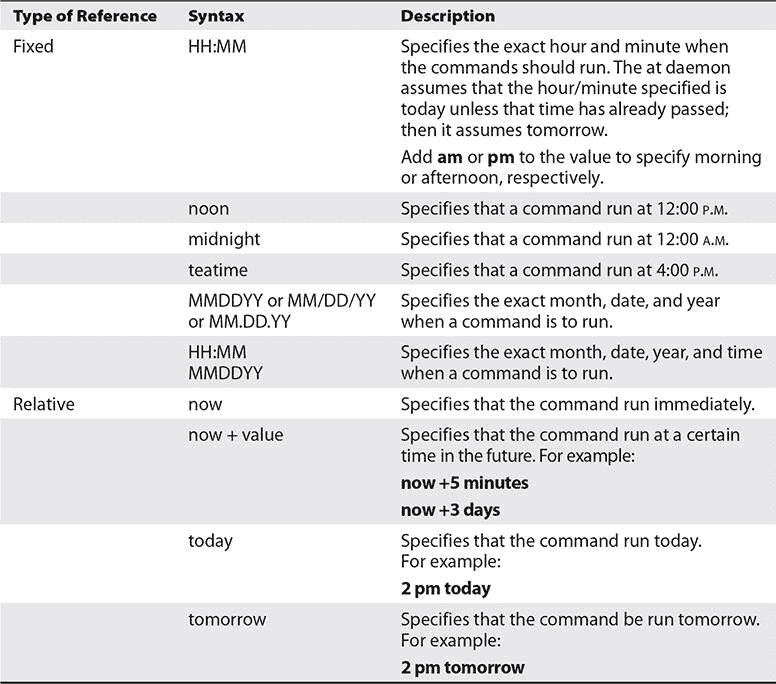 Type of Reference Syntax Description
Fixed HH:MM Specifies the exact hour and minute when
the commands should run. The at daemon
assumes that the hour/minute specified is
today unless that time has already passed;
then it assumes tomorrow.
Add am or pm to the value to specify morning
or afternoon, respectively.
noon Specifies that a command run at 12:00 P.M.
midnight Specifies that a command run at 12:00 A.M.
teatime Specifies that a command run at 4:00 P.M.
MMDDYY or MM/DD/YY Specifies the exact month, date, and year
or MM.DD.YY when a command is to run.
HH:MM Specifies the exact month, date, year, and time
MMDDYY when a command is to run.
Relative now Specifies that the command run immediately.
now + value Specifies that the command run at a certain
time in the future. For example:
now +5 minutes
now +3 days
today Specifies that the command run today.
For example:
2 pm today
tomorrow Specifies that the command be run tomorrow.
For example:
2 pm tomorrow